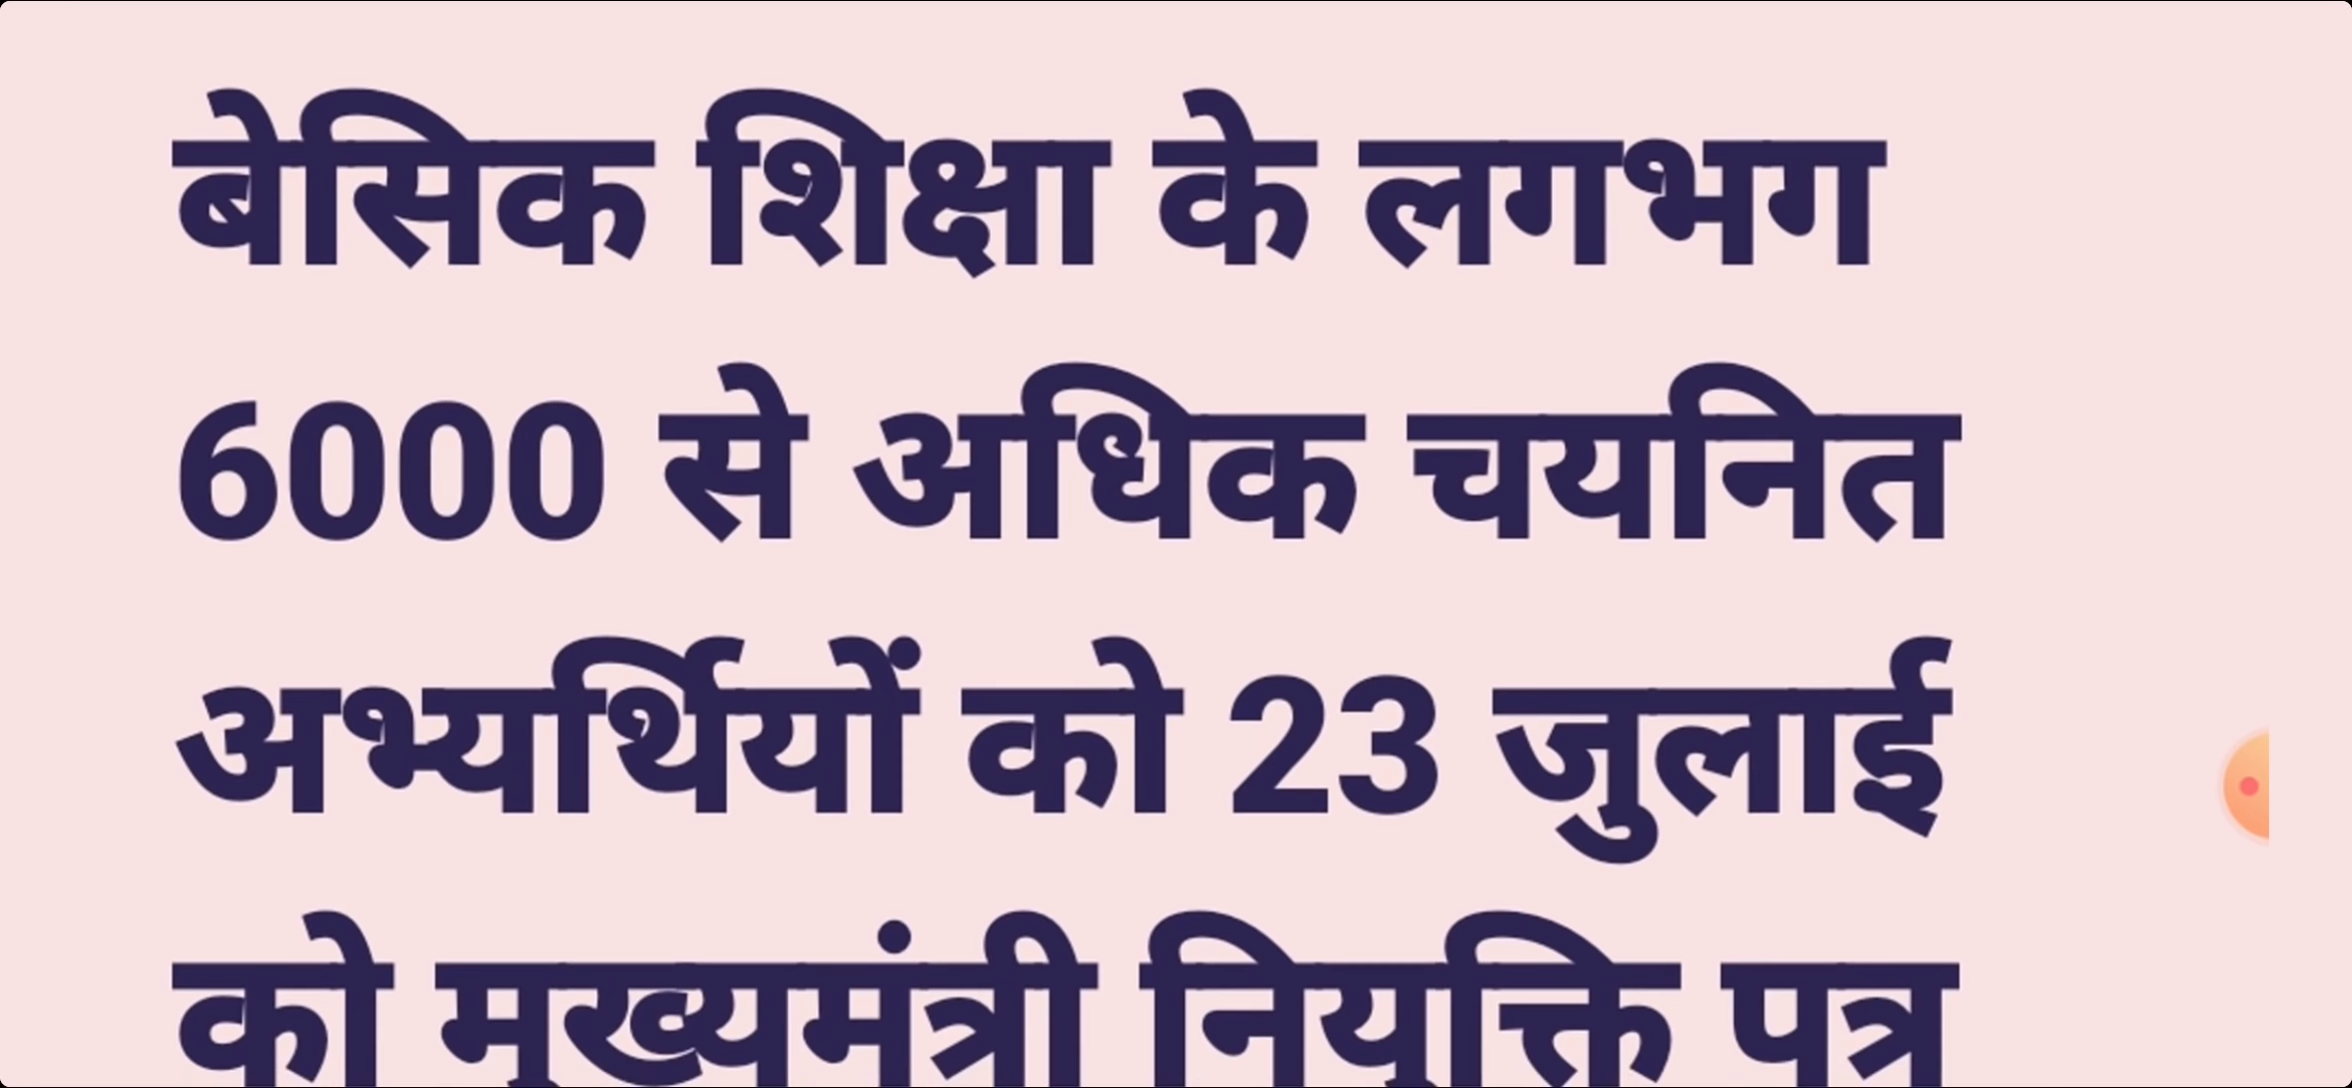 बेसिक शिक्षा के लगभग
6000 से अधिक चयनित
अभ्यर्थियों को 23 जुलाई
को मुख्यमंत्री नियुक्ति पत्र